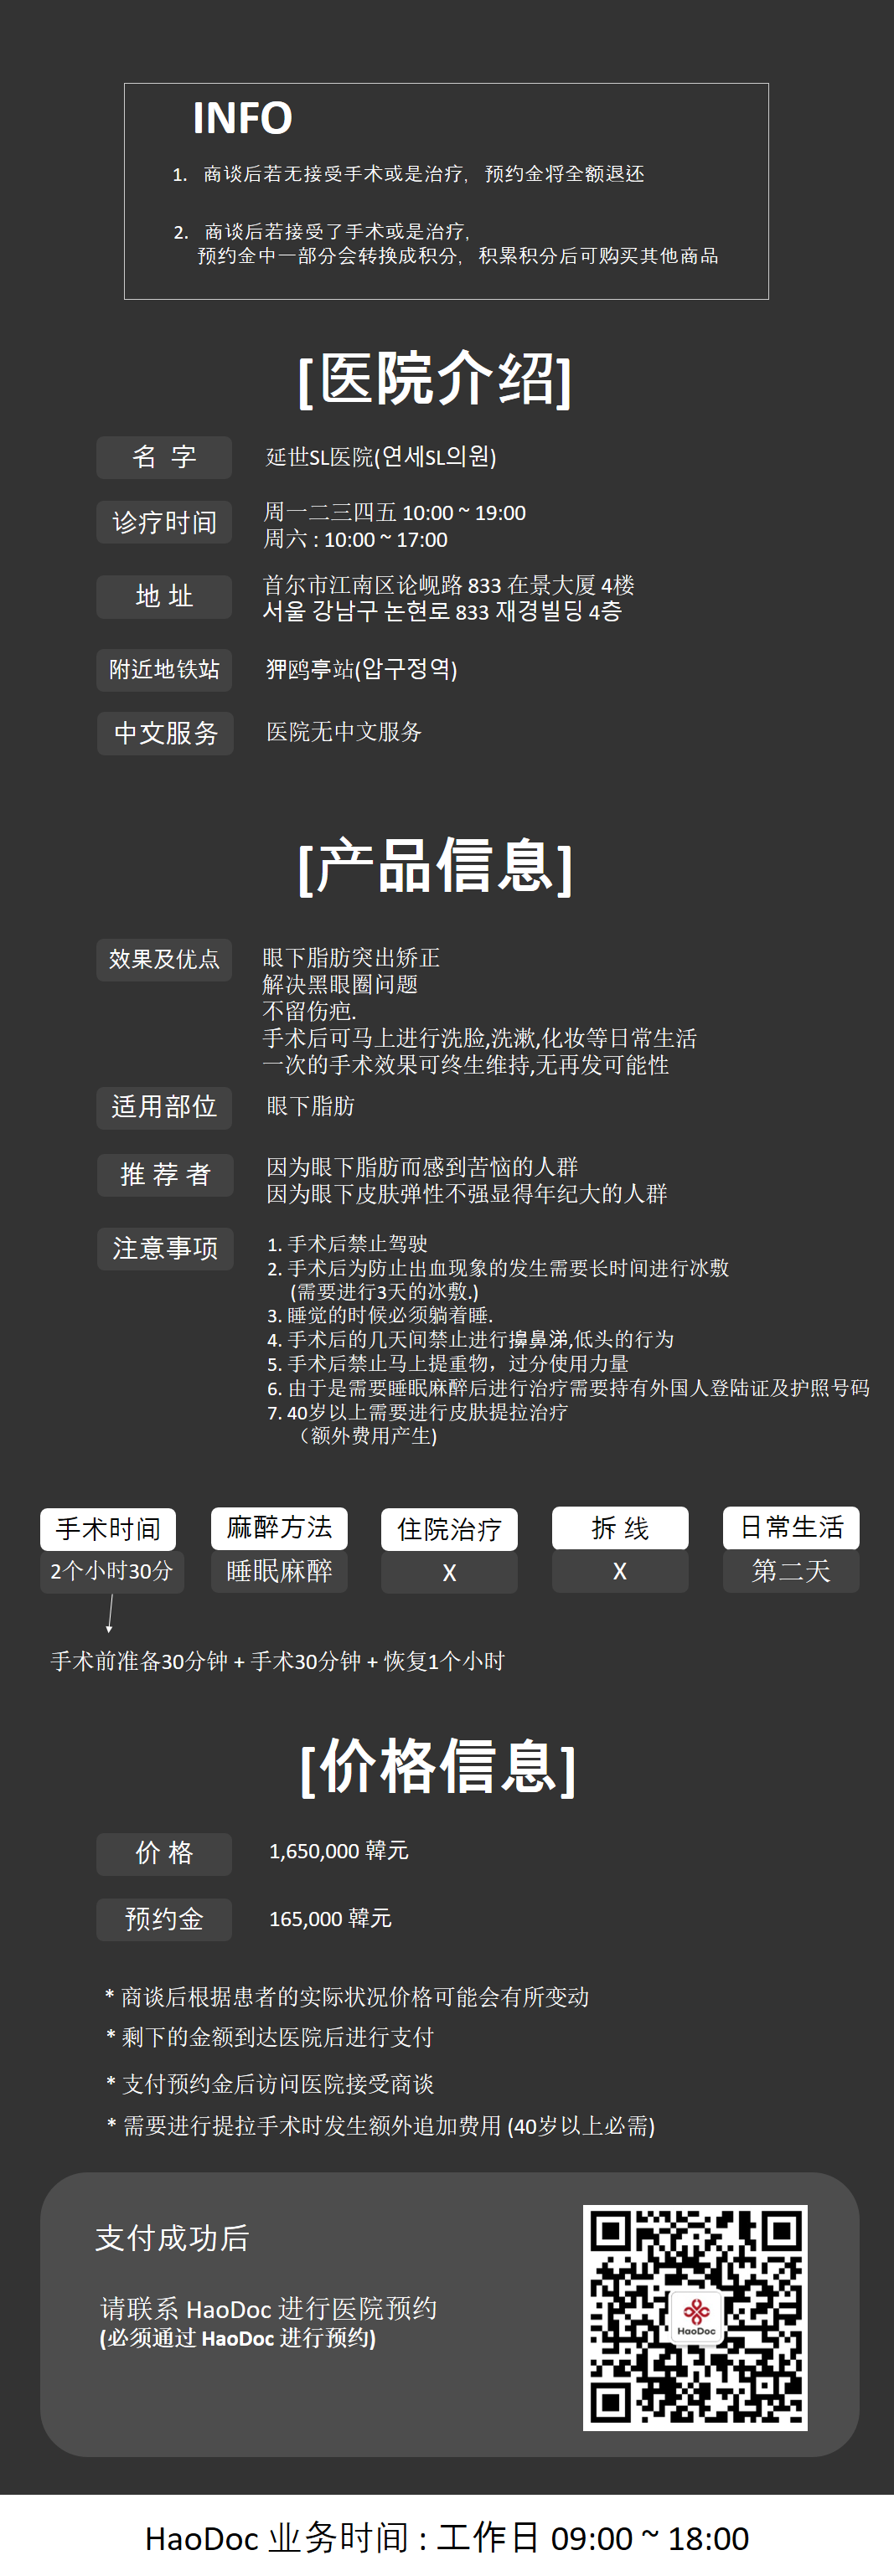 INFO
1. 商谈后若无接受手术或是治疗, 预约金将全额退还
2. 商谈后若接受了手术或是治疗,
预约金中一部分会转换成积分, 积累积分后可购买其他商品
[医院介绍]
名 字
延世SL医院(연세SL의원)
诊疗时间
周一二三四五 10:00 ~ 19:00
周六 : 10:00 ~ 17:00
地 址
首尔市江南区论岘路 833 在景大厦 4楼
서울 강남구 논현로 833 재경빌딩 4층
附近地铁站
狎鸥亭站(압구정역)
中文服务
医院无中文服务
[产品信息]
效果及优点
眼下脂肪突出矫正
解决黑眼圈问题
不留伤疤.
手术后可马上进行洗脸,洗漱,化妆等日常生活
一次的手术效果可终生维持,无再发可能性
适用部位
眼下脂肪
推 荐 者
因为眼下脂肪而感到苦恼的人群
因为眼下皮肤弹性不强显得年纪大的人群
注意事项
1. 手术后禁止驾驶
2. 手术后为防止出血现象的发生需要长时间进行冰敷
(需要进行3天的冰敷.)
3. 睡觉的时候必须躺着睡.
4. 手术后的几天间禁止进行擤鼻涕,低头的行为
5. 手术后禁止马上提重物，过分使用力量
6. 由于是需要睡眠麻醉后进行治疗需要持有外国人登陆证及护照号码
7. 40岁以上需要进行皮肤提拉治疗
（额外费用产生)
手术时间 麻醉方法 住院治疗 拆 线 日常生活
2个小时30分 睡眠麻醉 X X 第二天
手术前准备30分钟 + 手术30分钟 + 恢复1个小时
[价格信息]
价 格
1,650,000 韓元
预约金
165,000 韓元
* 商谈后根据患者的实际状况价格可能会有所变动
* 剩下的金额到达医院后进行支付
* 支付预约金后访问医院接受商谈
* 需要进行提拉手术时发生额外追加费用 (40岁以上必需)
支付成功后
请联系 HaoDoc 进行医院预约
(必须通过 HaoDoc 进行预约)
HaoDoc
HaoDoc 业务时间 : 工作日 09:00 ~ 18:00